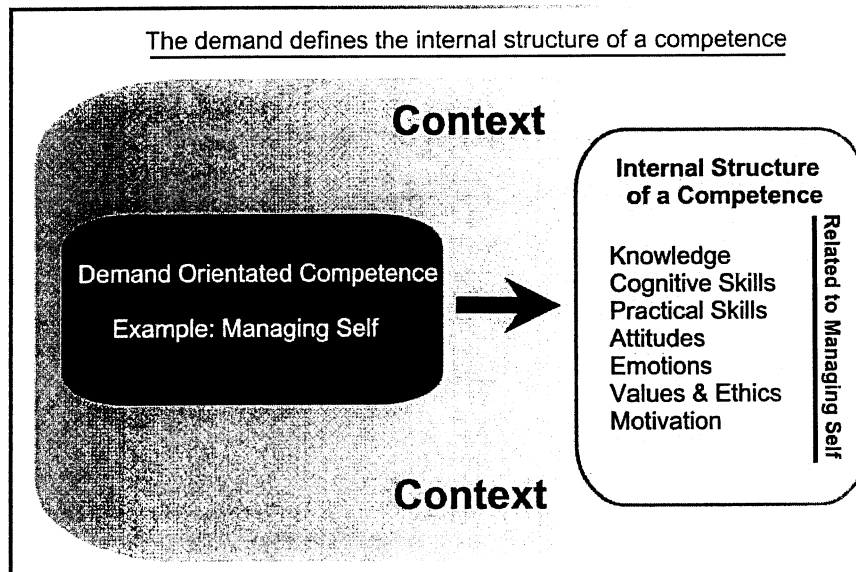 The demand defines the internal structure of a competence
Context
Demand Orientated Competence
Example: Managing Self
Context
Internal Structure
of a Competence
Knowledge
Cognitive Skills
Practical Skills
Attitudes
Emotions
Values & Ethics
Motivation
Related to Managing Self